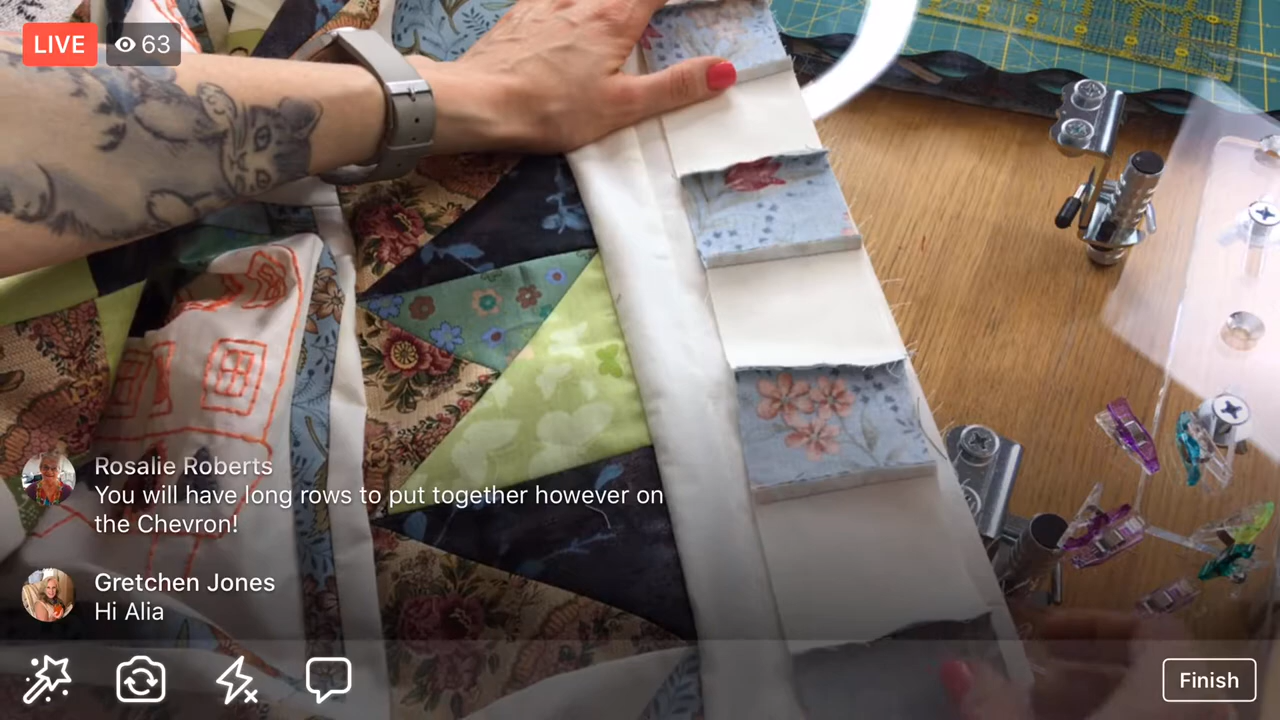 LIVE 63
Rosalie Roberts
You will have long rows to put together however on
the Chevron!
Gretchen Jones
Hi Alia
Finish